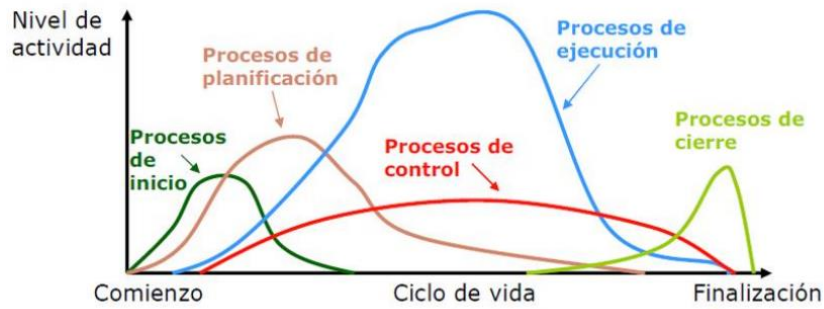 Nivel de
actividad
Procesos de
planificación
Procesos de
ejecución
Procesos
de
inicio
Procesos de
control
Procesos de
cierre
Comienzo
Ciclo de vida
Finalización